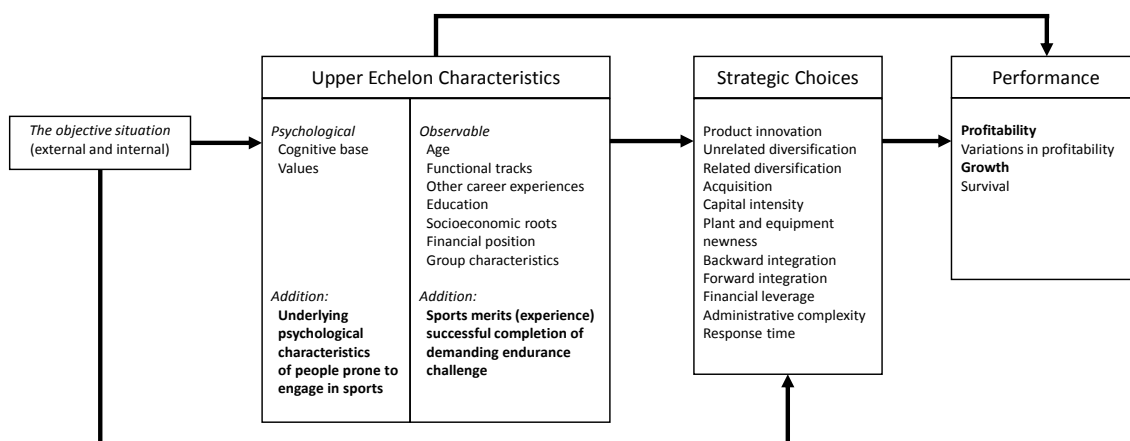 Upper Echelon Characteristics
Strategic Choices
Performance
The objective situation
(external and internal)
Psychological
Cognitive base
Values
Addition:
Underlying
psychological
characteristics
of people prone to
engage in sports
Observable
Age
Functional tracks
Other career experiences
Education
Socioeconomic roots
Financial position
Group characteristics
Addition:
Sports merits (experience)
successful completion of
demanding endurance
challenge
Product innovation
Unrelated diversification
Related diversification
Acquisition
Capital intensity
Plant and equipment
newness
Backward integration
Forward integration
Financial leverage
Administrative complexity
Response time
Profitability
Variations in profitability
Growth
Survival